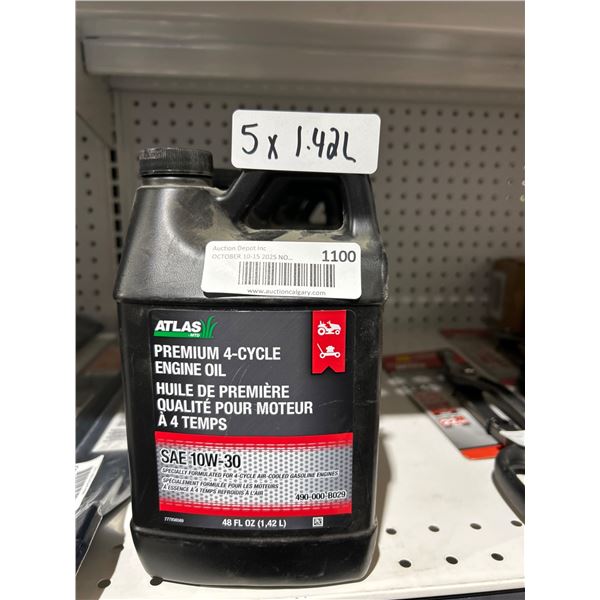 5 x 1.42L
Auction Depot Inc
OCTOBER 10-15 2025 NO...
1100
www.auctioncalgary.com
ATLAS
MTD
PREMIUM 4-CYCLE
ENGINE OIL
HUILE DE PREMIÈRE
QUALITÉ POUR MOTEUR
À 4 TEMPS
SAE 10W-30
SPECIALLY FORMULATED FOR 4-CYCLE AIR-COOLED GASOLINE ENGINES
SPÉCIALEMENT FORMULÉE POUR LES MOTEURS
À ESSENCE À 4 TEMPS REFROIDIS À L'AIR
490-000-B029
48 FL OZ (1,42 L)